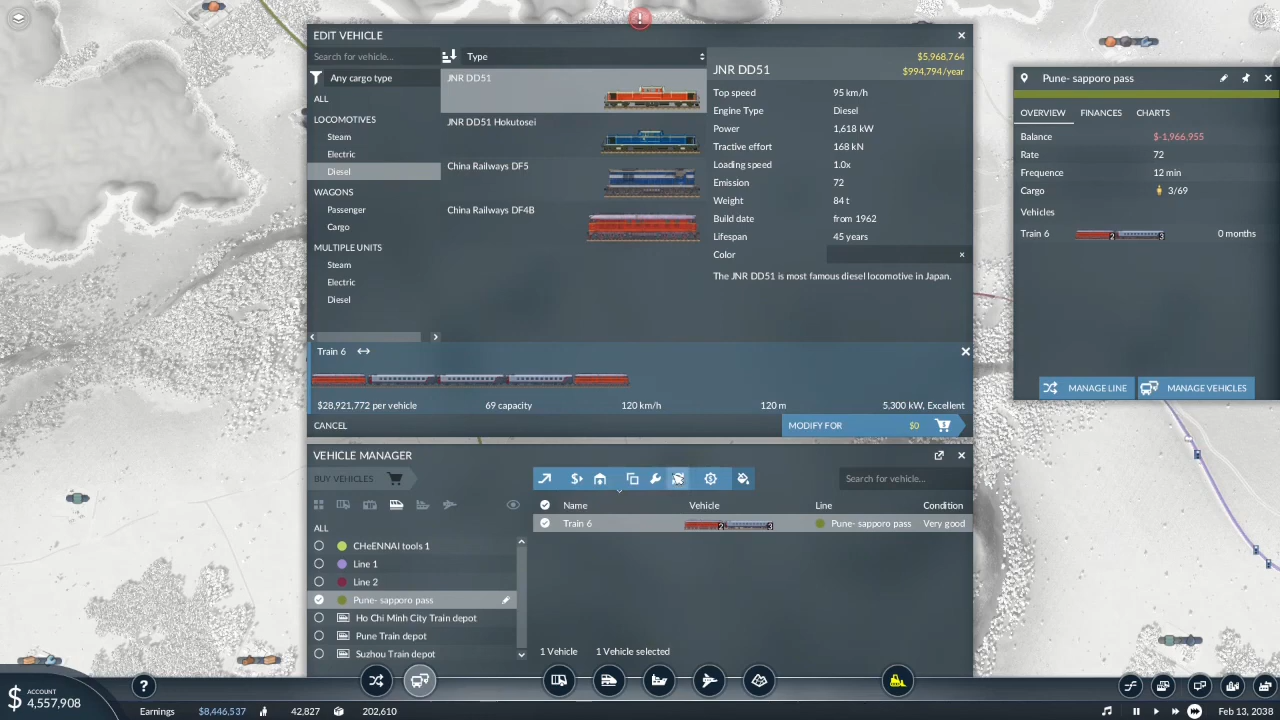 EDIT VEHICLE
Search for vehicle...
Type
Any cargo type
ALL
LOCOMOTIVES
Steam
Electric
Diesel
WAGONS
Passenger
Cargo
MULTIPLE UNITS
Steam
Electric
Diesel
JNR DD51
JNR DD51 Hokutosei
China Railways DF5
China Railways DF4B
$5,968,764
JNR DD51
$994,794/year
Top speed 95 km/h
Engine Type Diesel
Power 1,618 kW
Tractive effort 168 kN
Loading speed 1.0x
Emission 72
Weight 84 t
Build date from 1962
Lifespan 45 years
Color
The JNR DD51 is most famous diesel locomotive in Japan.
Train 6
$28,921,772 per vehicle 69 capacity 120 km/h 120 m 5,300 kW, Excellent
CANCEL
MODIFY FOR $0
Pune- sapporo pass
OVERVIEW FINANCES CHARTS
Balance $-1,966,955
Rate 72
Frequence 12 min
Cargo 3/69
Vehicles
Train 6 2 3 0 months
MANAGE LINE MANAGE VEHICLES
VEHICLE MANAGER
BUY VEHICLES
Search for vehicle...
ALL
CHeENNAI tools 1
Line 1
Line 2
Pune- sapporo pass
Ho Chi Minh City Train depot
Pune Train depot
Suzhou Train depot
Name Vehicle Line Condition
Train 6 2 3 Pune- sapporo pass Very good
1 Vehicle 1 Vehicle selected
$ ACCOUNT
4,557,908
?
Earnings $8,446,537 42,827 202,610
Feb 13, 2038